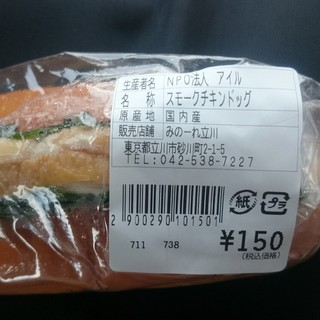 生産者名 NPO法人 アイル
名 称 スモークチキンドッグ
原 産 地 国内産
販売店舗 みのーれ立川
東京都立川市砂川町2-1-5
TEL:042-538-7227
紙 プラ
2 900290 101501
711 738
¥150
(税込価格)